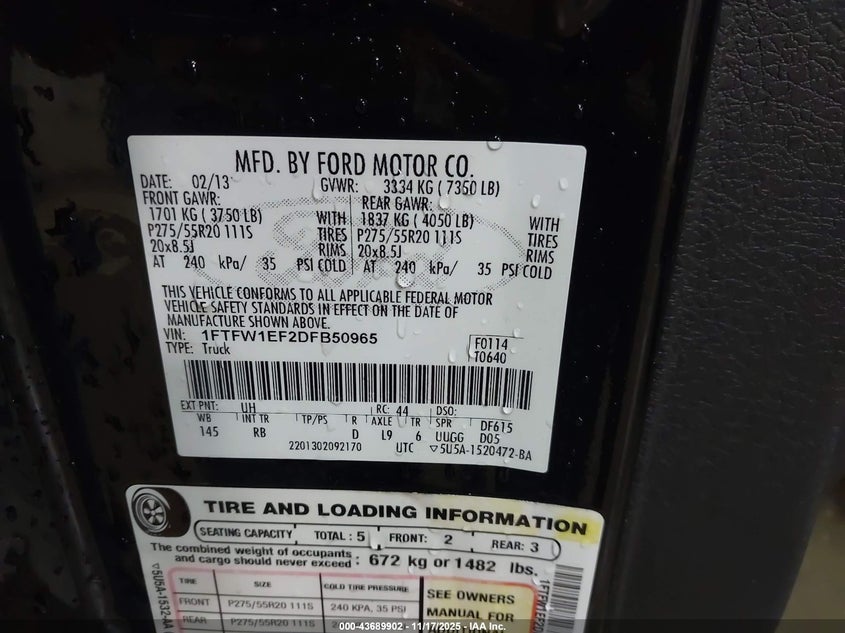 MFD. BY FORD MOTOR CO.
DATE: 02/13 GVWR: 3334 KG ( 7350 LB)
FRONT GAWR: REAR GAWR:
1701 KG ( 3750 LB) WITH 1837 KG ( 4050 LB) WITH
P275/55R20 111S TIRES P275/55R20 111S TIRES
20x8.5J RIMS 20x8.5J RIMS
AT 240 kPa/ 35 PSI COLD AT 240 kPa/ 35 PSI COLD
THIS VEHICLE CONFORMS TO ALL APPLICABLE FEDERAL MOTOR
VEHICLE SAFETY STANDARDS IN EFFECT ON THE DATE OF
MANUFACTURE SHOWN ABOVE.
VIN: 1FTFW1EF2DFB50965 F0114
TYPE: Truck T0640
EXT PNT: UH RC: 44 DSO:
WB INT TR TP/PS R AXLE TR SPR DF615
145 RB D L9 6 UUGG D05
2201302092170 UTC ▽5U5A-1520472-BA
TIRE AND LOADING INFORMATION
SEATING CAPACITY TOTAL: 5 FRONT: 2 REAR: 3
The combined weight of occupants
and cargo should never exceed : 672 kg or 1482 lbs.
TIRE SIZE COLD TIRE PRESSURE SEE OWNERS
FRONT P275/55R20 111S 240 KPA, 35 PSI MANUAL FOR
REAR P275/55R20 111S
000-43689902 - 11/17/2025 - IAA Inc.